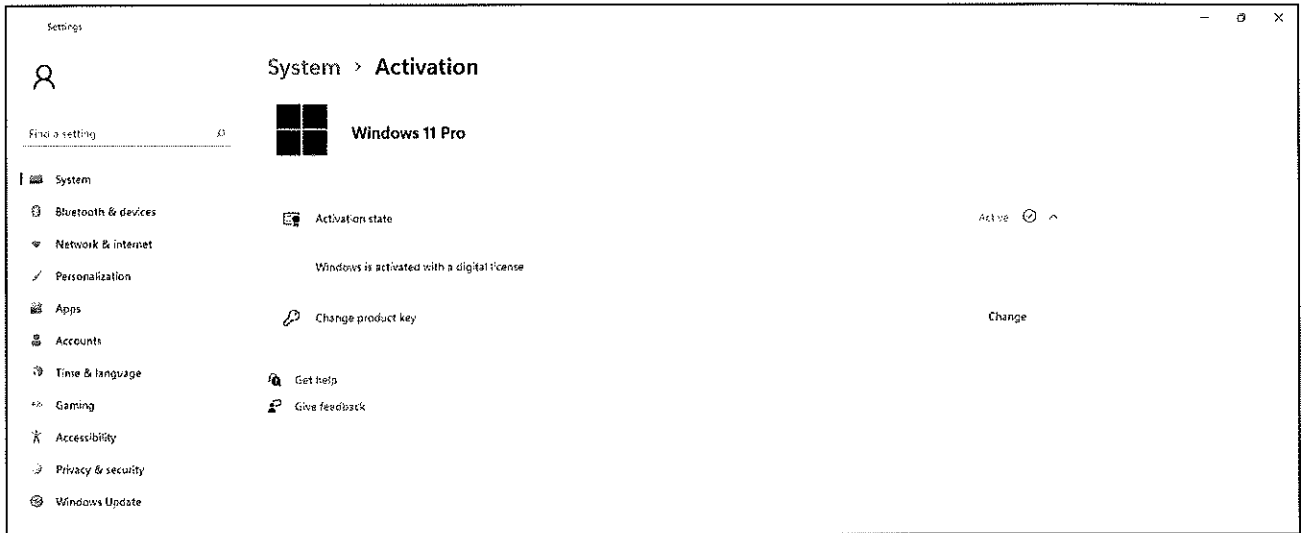 Settings
System > Activation
Find a setting
Windows 11 Pro
System
Bluetooth & devices
Network & internet
Personalization
Apps
Accounts
Time & language
Gaming
Accessibility
Privacy & security
Windows Update
Activation state
Active
Windows is activated with a digital license
Change product key
Change
Get help
Give feedback